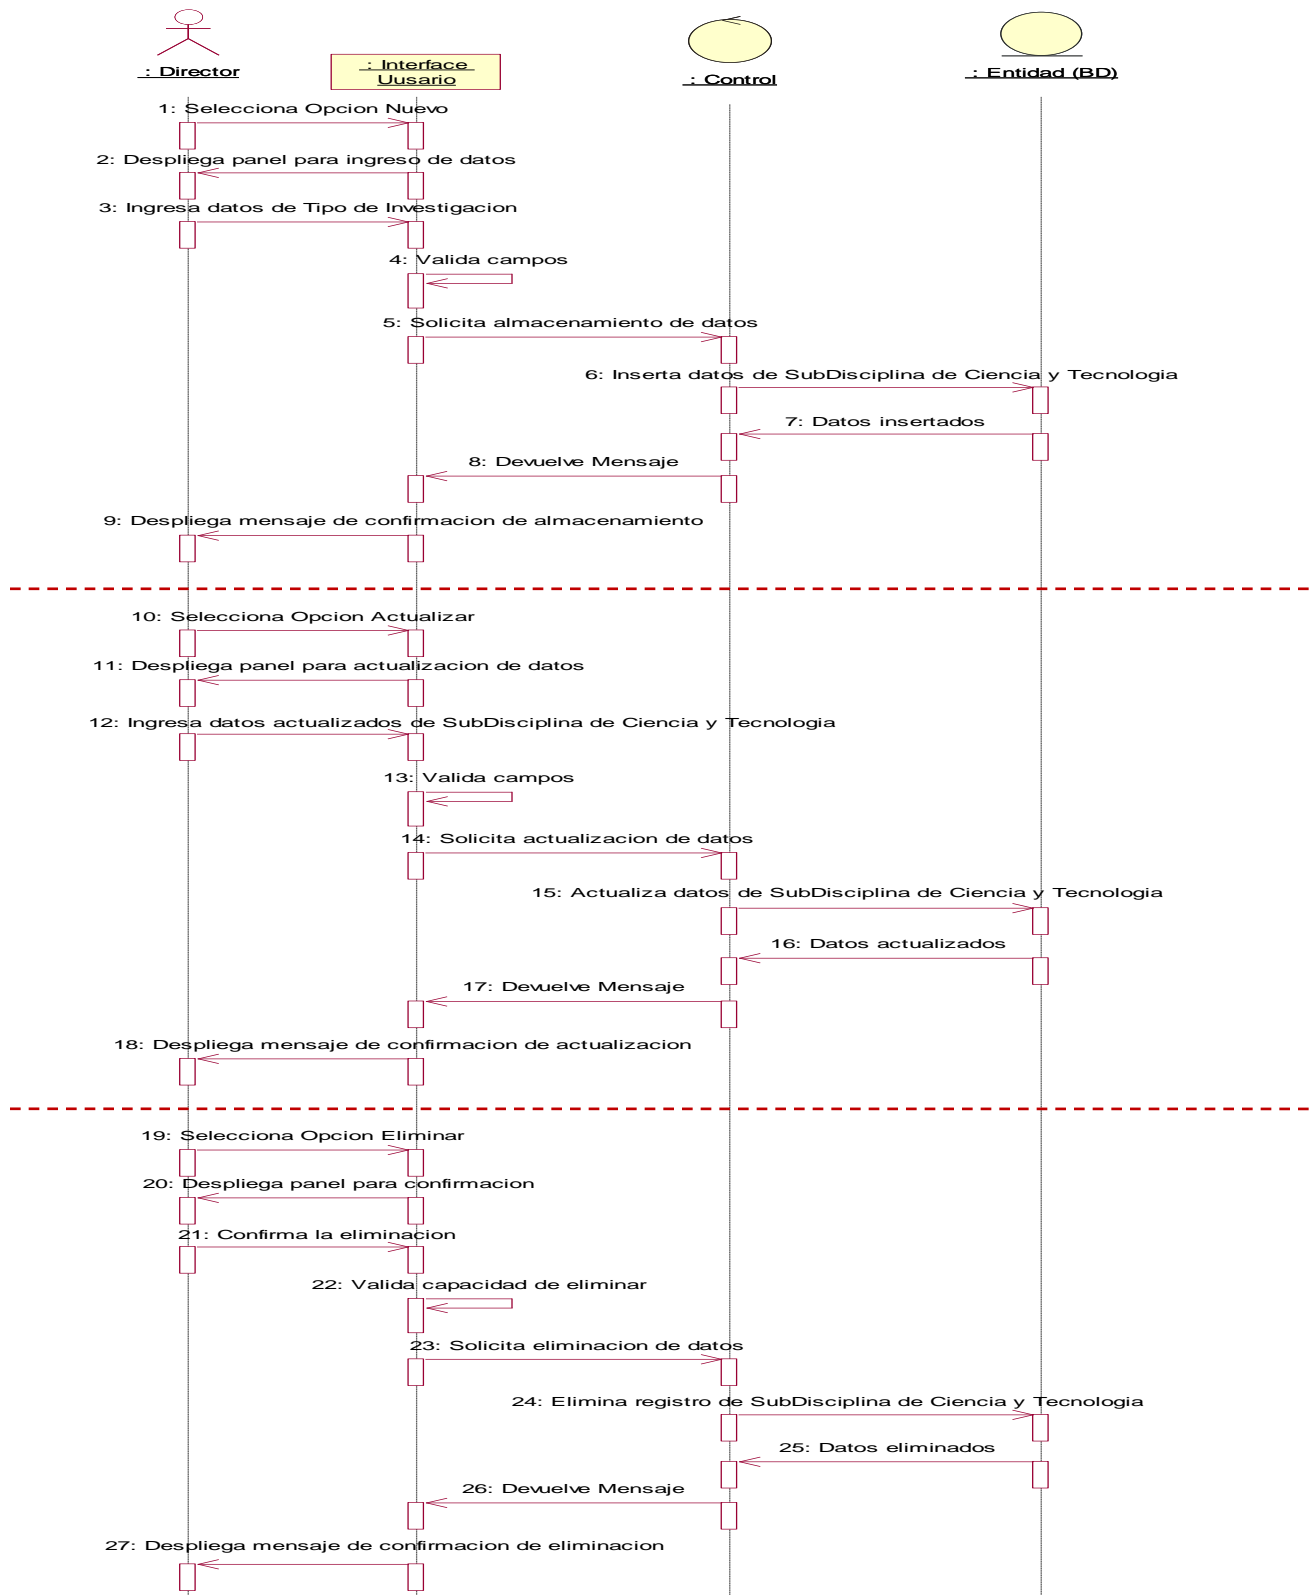 : Director
: Interface
Uusario
: Control
: Entidad (BD)
1: Selecciona Opcion Nuevo
2: Despliega panel para ingreso de datos
3: Ingresa datos de Tipo de Investigacion
4: Valida campos
5: Solicita almacenamiento de datos
6: Inserta datos de SubDisciplina de Ciencia y Tecnologia
7: Datos insertados
8: Devuelve Mensaje
9: Despliega mensaje de confirmacion de almacenamiento
10: Selecciona Opcion Actualizar
11: Despliega panel para actualizacion de datos
12: Ingresa datos actualizados de SubDisciplina de Ciencia y Tecnologia
13: Valida campos
14: Solicita actualizacion de datos
15: Actualiza datos de SubDisciplina de Ciencia y Tecnologia
16: Datos actualizados
17: Devuelve Mensaje
18: Despliega mensaje de confirmacion de actualizacion
19: Selecciona Opcion Eliminar
20: Despliega panel para confirmacion
21: Confirma la eliminacion
22: Valida capacidad de eliminar
23: Solicita eliminacion de datos
24: Elimina registro de SubDisciplina de Ciencia y Tecnologia
25: Datos eliminados
26: Devuelve Mensaje
27: Despliega mensaje de confirmacion de eliminacion